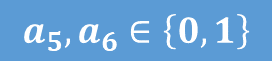 a₅, a₆ ∈ {0, 1}